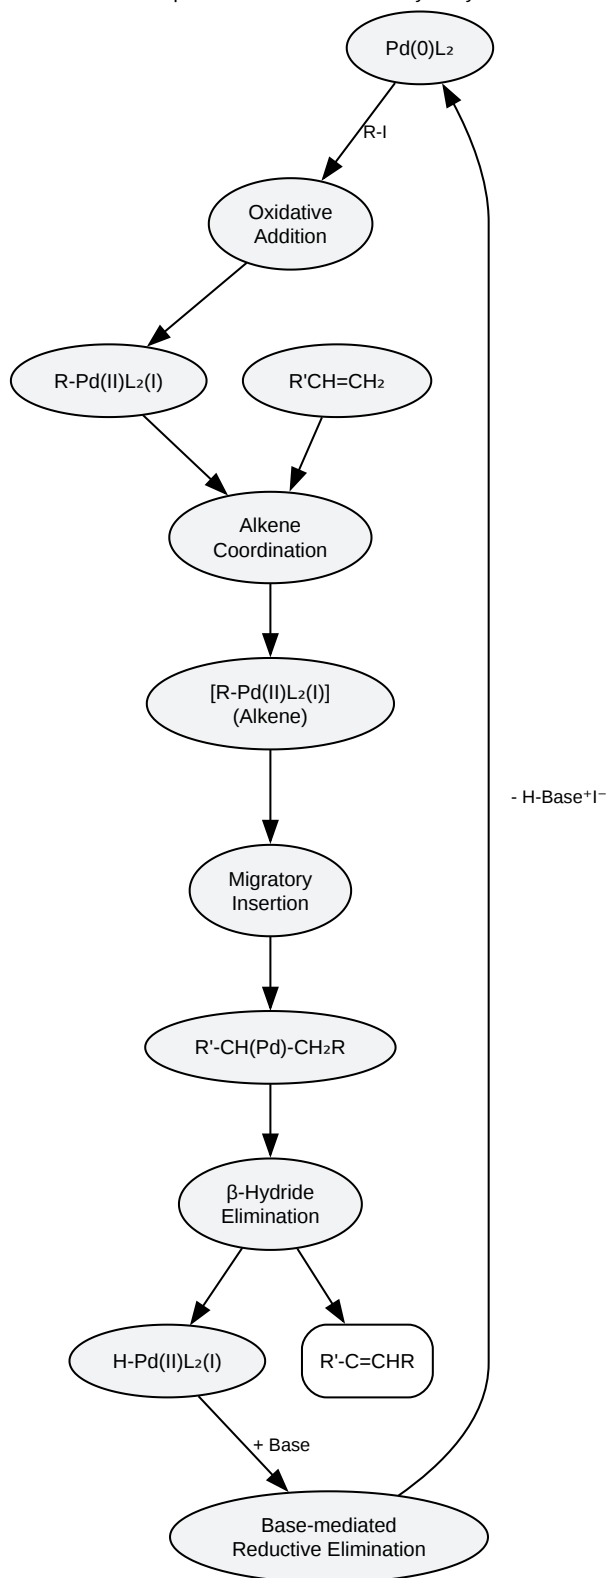 Pd(0)L₂
R-I
Oxidative
Addition
R-Pd(II)L₂(I)
R'CH=CH₂
Alkene
Coordination
[R-Pd(II)L₂(I)]
(Alkene)
- H-Base⁺I⁻
Migratory
Insertion
R'-CH(Pd)-CH₂R
β-Hydride
Elimination
H-Pd(II)L₂(I)
R'-C=CHR
+ Base
Base-mediated
Reductive Elimination